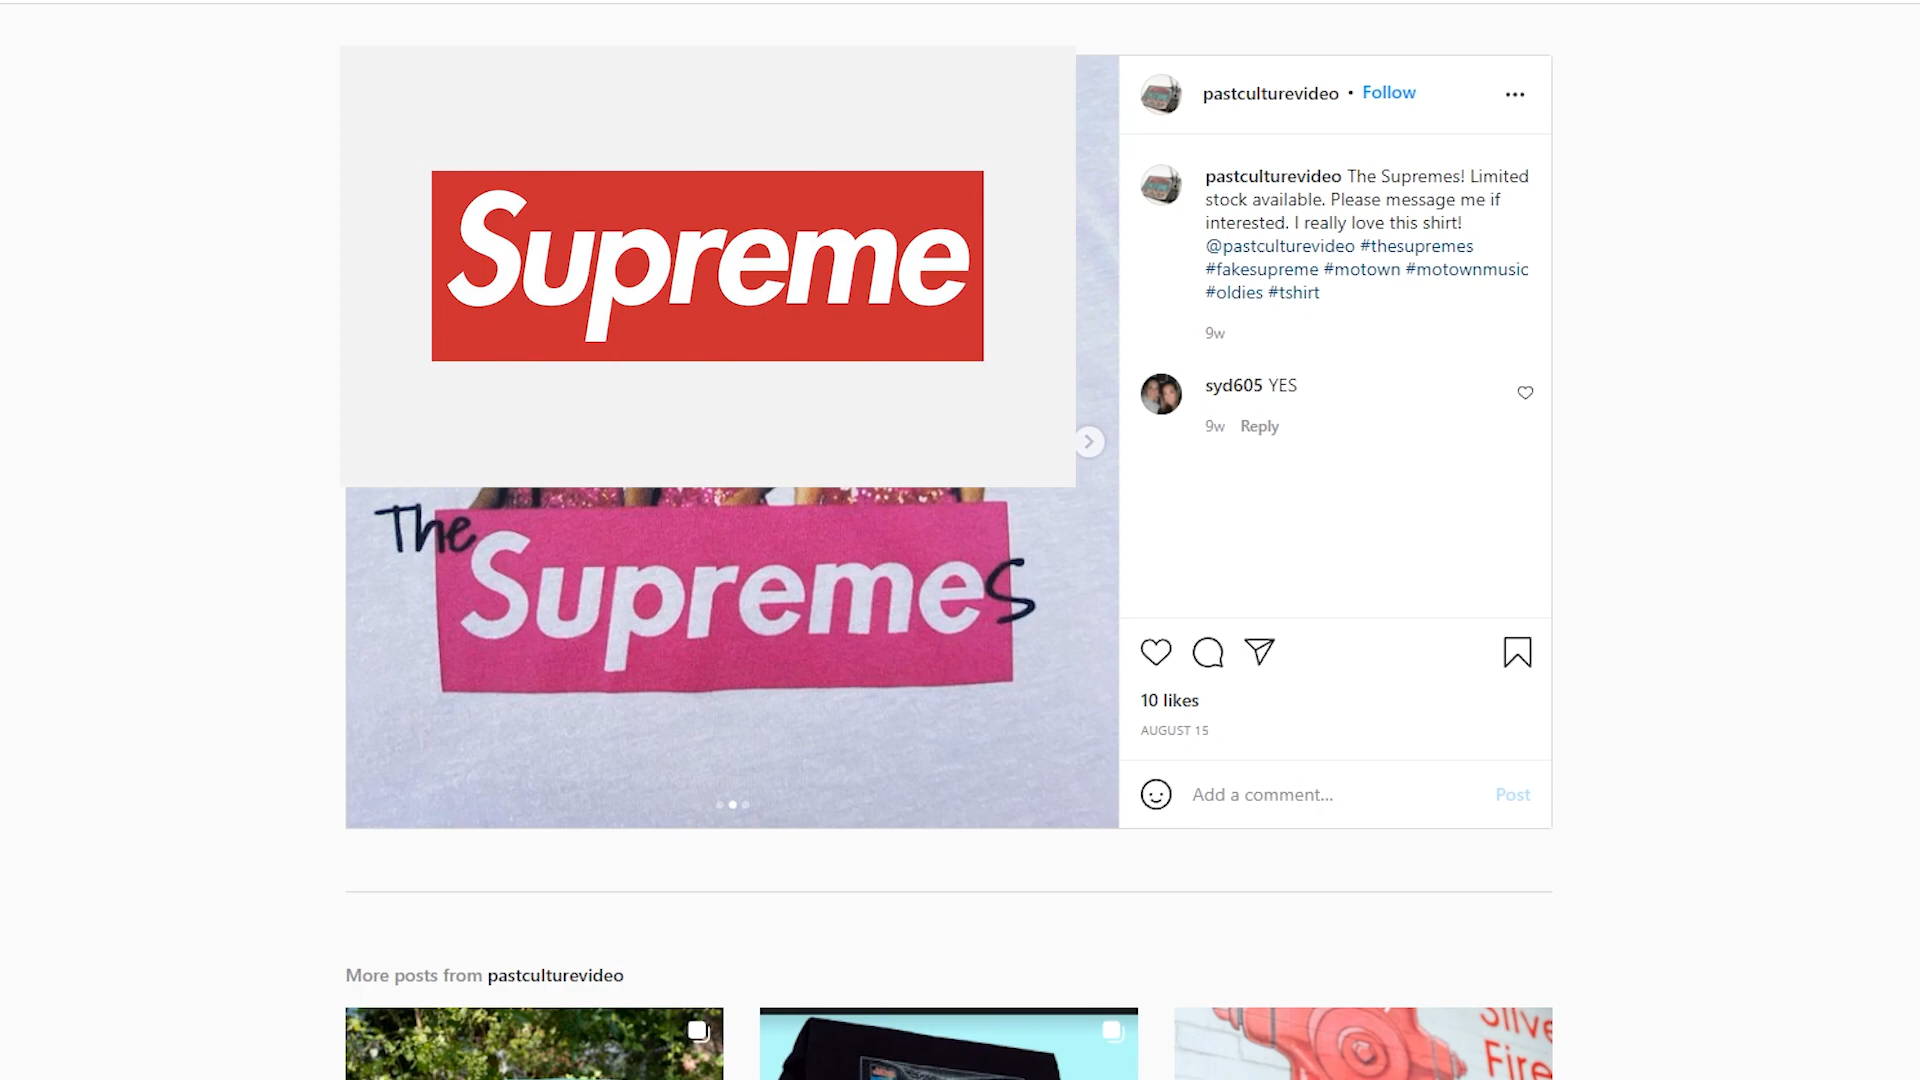 Supreme
The
Supremes
pastculturevideo • Follow
pastculturevideo The Supremes! Limited
stock available. Please message me if
interested. I really love this shirt!
@pastculturevideo #thesupremes
#fakesupreme #motown #motownmusic
#oldies #tshirt
9w
syd605 YES
9w Reply
10 likes
AUGUST 15
Add a comment... Post
More posts from pastculturevideo
Fire